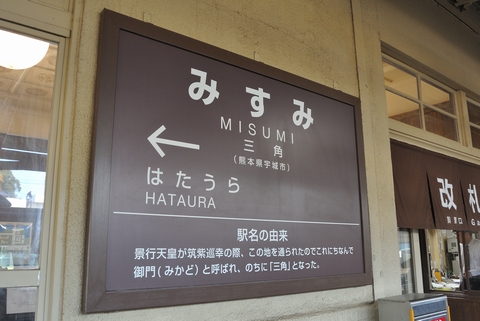 みすみ
MISUMI
三角
(熊本県宇城市)
←
はたうら
HATAURA
駅名の由来
景行天皇が筑紫巡幸の際、この地を通られたのでこれにちなんで
御門(みかど)と呼ばれ、のちに「三角」となった。
改札